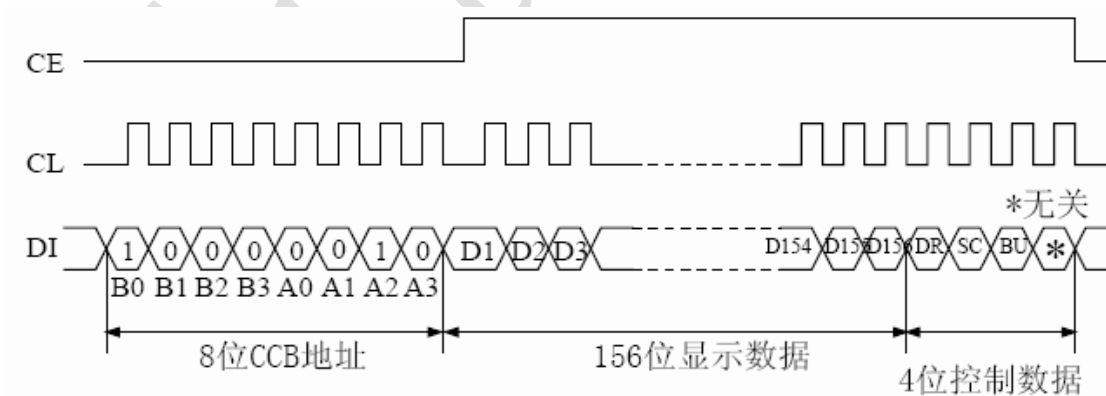 CE
CL
*无关
DI 1 0 0 0 0 0 1 0 D1 D2 D3 D154 D155 D156 DR SC BU *
B0 B1 B2 B3 A0 A1 A2 A3
8位CCB地址 156位显示数据
4位控制数据